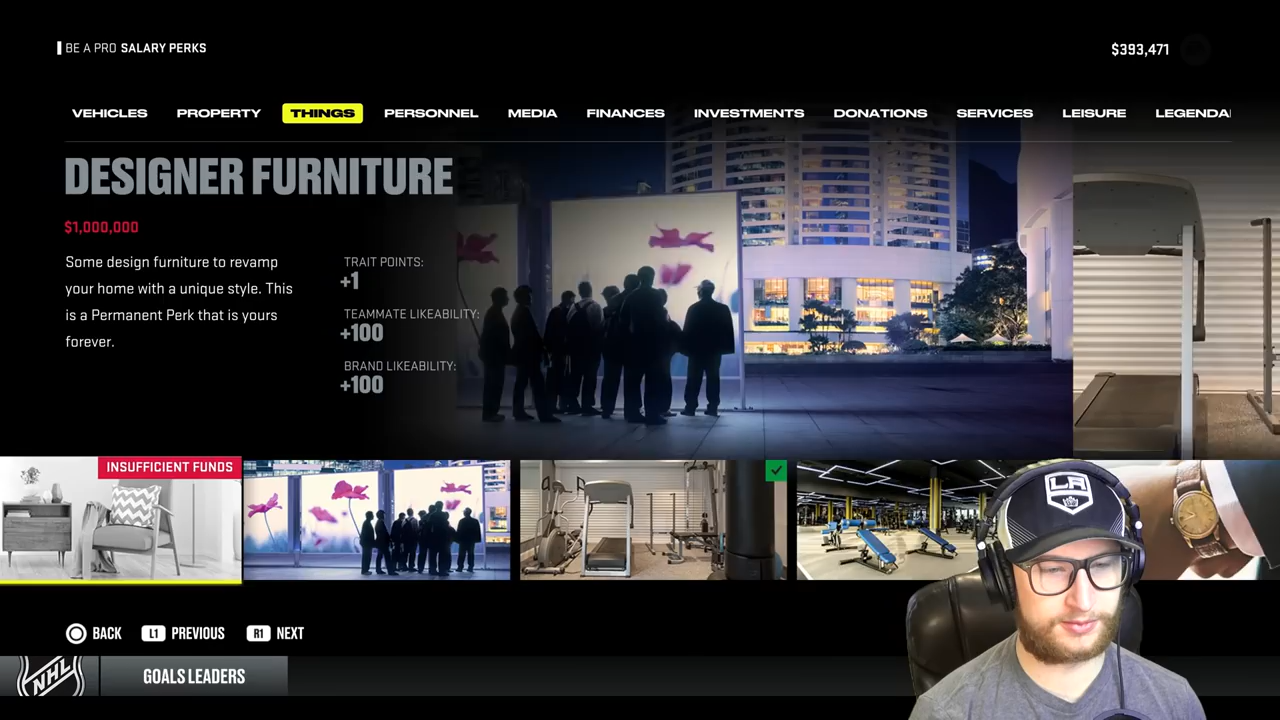 BE A PRO SALARY PERKS
$393,471
VEHICLES PROPERTY THINGS PERSONNEL MEDIA FINANCES INVESTMENTS DONATIONS SERVICES LEISURE LEGENDA
DESIGNER FURNITURE
$1,000,000
Some design furniture to revamp
your home with a unique style. This
is a Permanent Perk that is yours
forever.
TRAIT POINTS:
+1
TEAMMATE LIKEABILITY:
+100
BRAND LIKEABILITY:
+100
INSUFFICIENT FUNDS
LA
BACK L1 PREVIOUS R1 NEXT
NHL
GOALS LEADERS